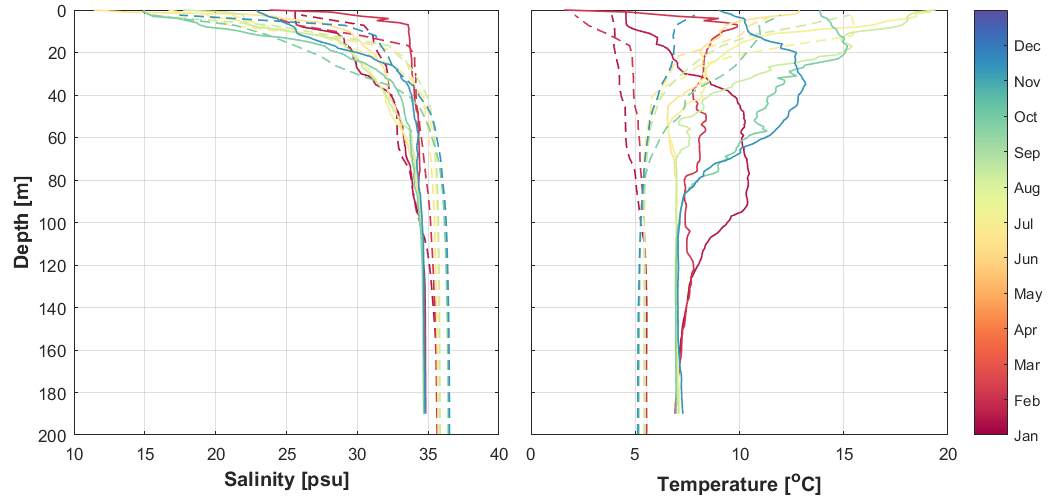 0
20
40
60
80
100
120
140
160
180
200
Depth [m]
10 15 20 25 30 35 40
Salinity [psu]
0 5 10 15 20
Temperature [°C]
Dec
Nov
Oct
Sep
Aug
Jul
Jun
May
Apr
Mar
Feb
Jan